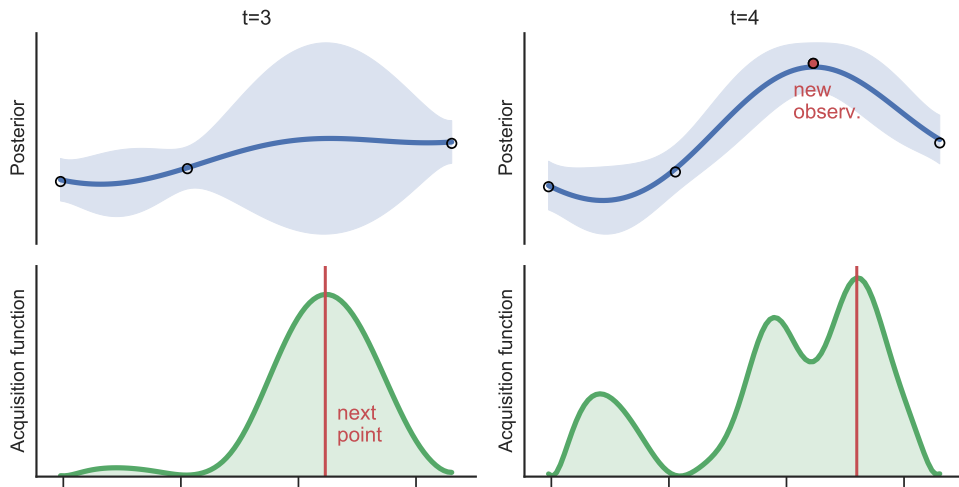 t=3
t=4
Posterior
Posterior
new
observ.
Acquisition function
next
point
Acquisition function